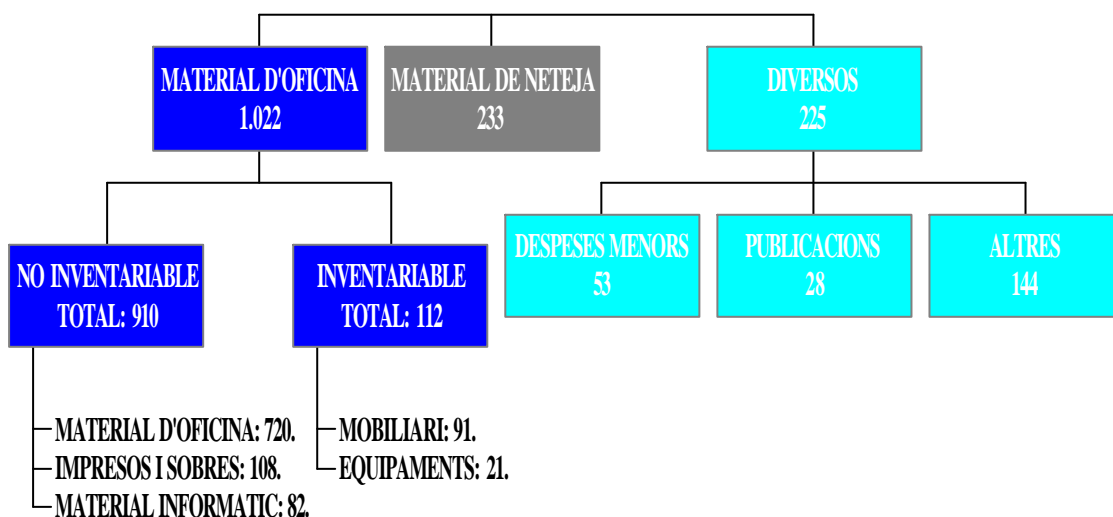 MATERIAL D'OFICINA
1.022
MATERIAL DE NETEJA
233
DIVERSOS
225
NO INVENTARIABLE
TOTAL: 910
INVENTARIABLE
TOTAL: 112
DESPESES MENORS
53
PUBLICACIONS
28
ALTRES
144
MATERIAL D'OFICINA: 720.
IMPRESOS I SOBRES: 108.
MATERIAL INFORMATIC: 82.
MOBILIARI: 91.
EQUIPAMENTS: 21.